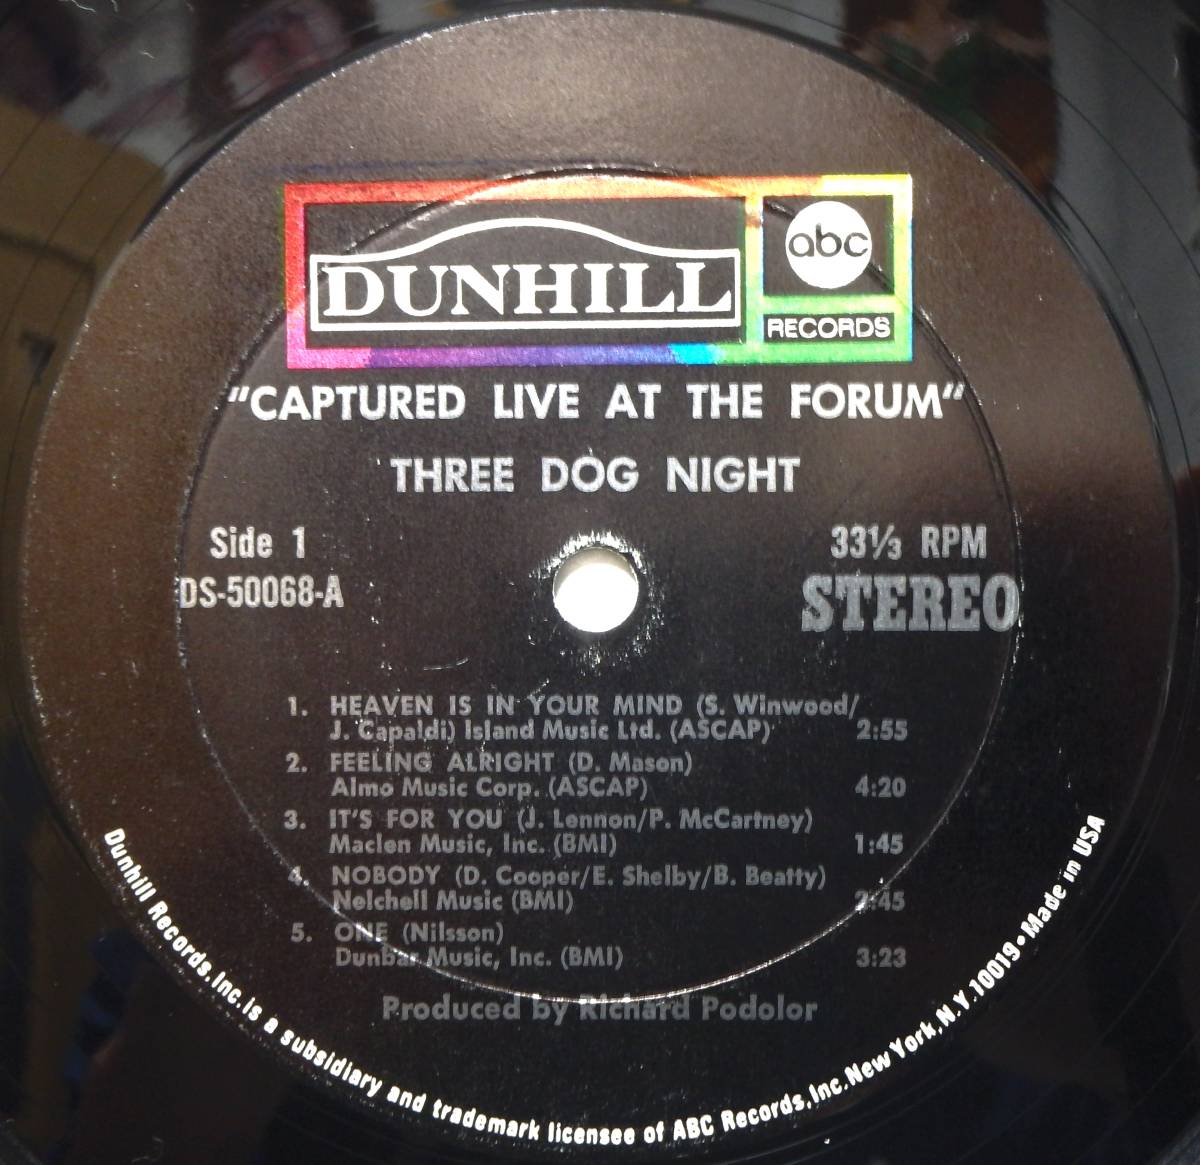 DUNHILL
abc
RECORDS
"CAPTURED LIVE AT THE FORUM"
THREE DOG NIGHT
Side 1
33⅓ RPM
DS-50068-A
STEREO
1. HEAVEN IS IN YOUR MIND (S. Winwood/
J. Capaldi) Island Music Ltd. (ASCAP) 2:55
2. FEELING ALRIGHT (D. Mason)
Almo Music Corp. (ASCAP) 4:20
3. IT'S FOR YOU (J. Lennon/P. McCartney)
Maclen Music, Inc. (BMI) 1:45
4. NOBODY (D. Cooper/E. Shelby/B. Beatty)
Nelchell Music (BMI) 2:45
5. ONE (Nilsson)
Dunbar Music, Inc. (BMI) 3:23
Produced by Richard Podolor
Dunhill Records, Inc. is a subsidiary and trademark licensee of ABC Records, Inc. New York, N.Y. 10019 • Made in USA